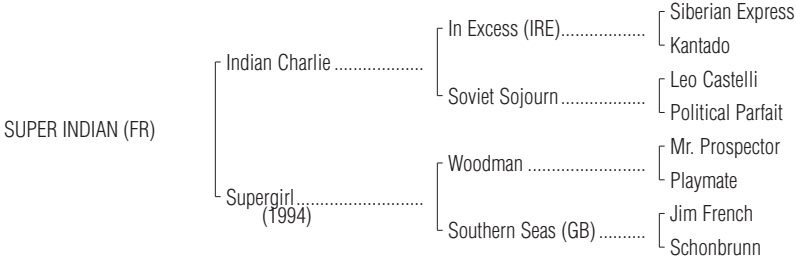 Siberian Express
In Excess (IRE)...................
Kantado
Indian Charlie ....................
Leo Castelli
Soviet Sojourn...................
Political Parfait
SUPER INDIAN (FR)
Mr. Prospector
Woodman ..........................
Playmate
Supergirl.............................
(1994)
Jim French
Southern Seas (GB) ..........
Schonbrunn